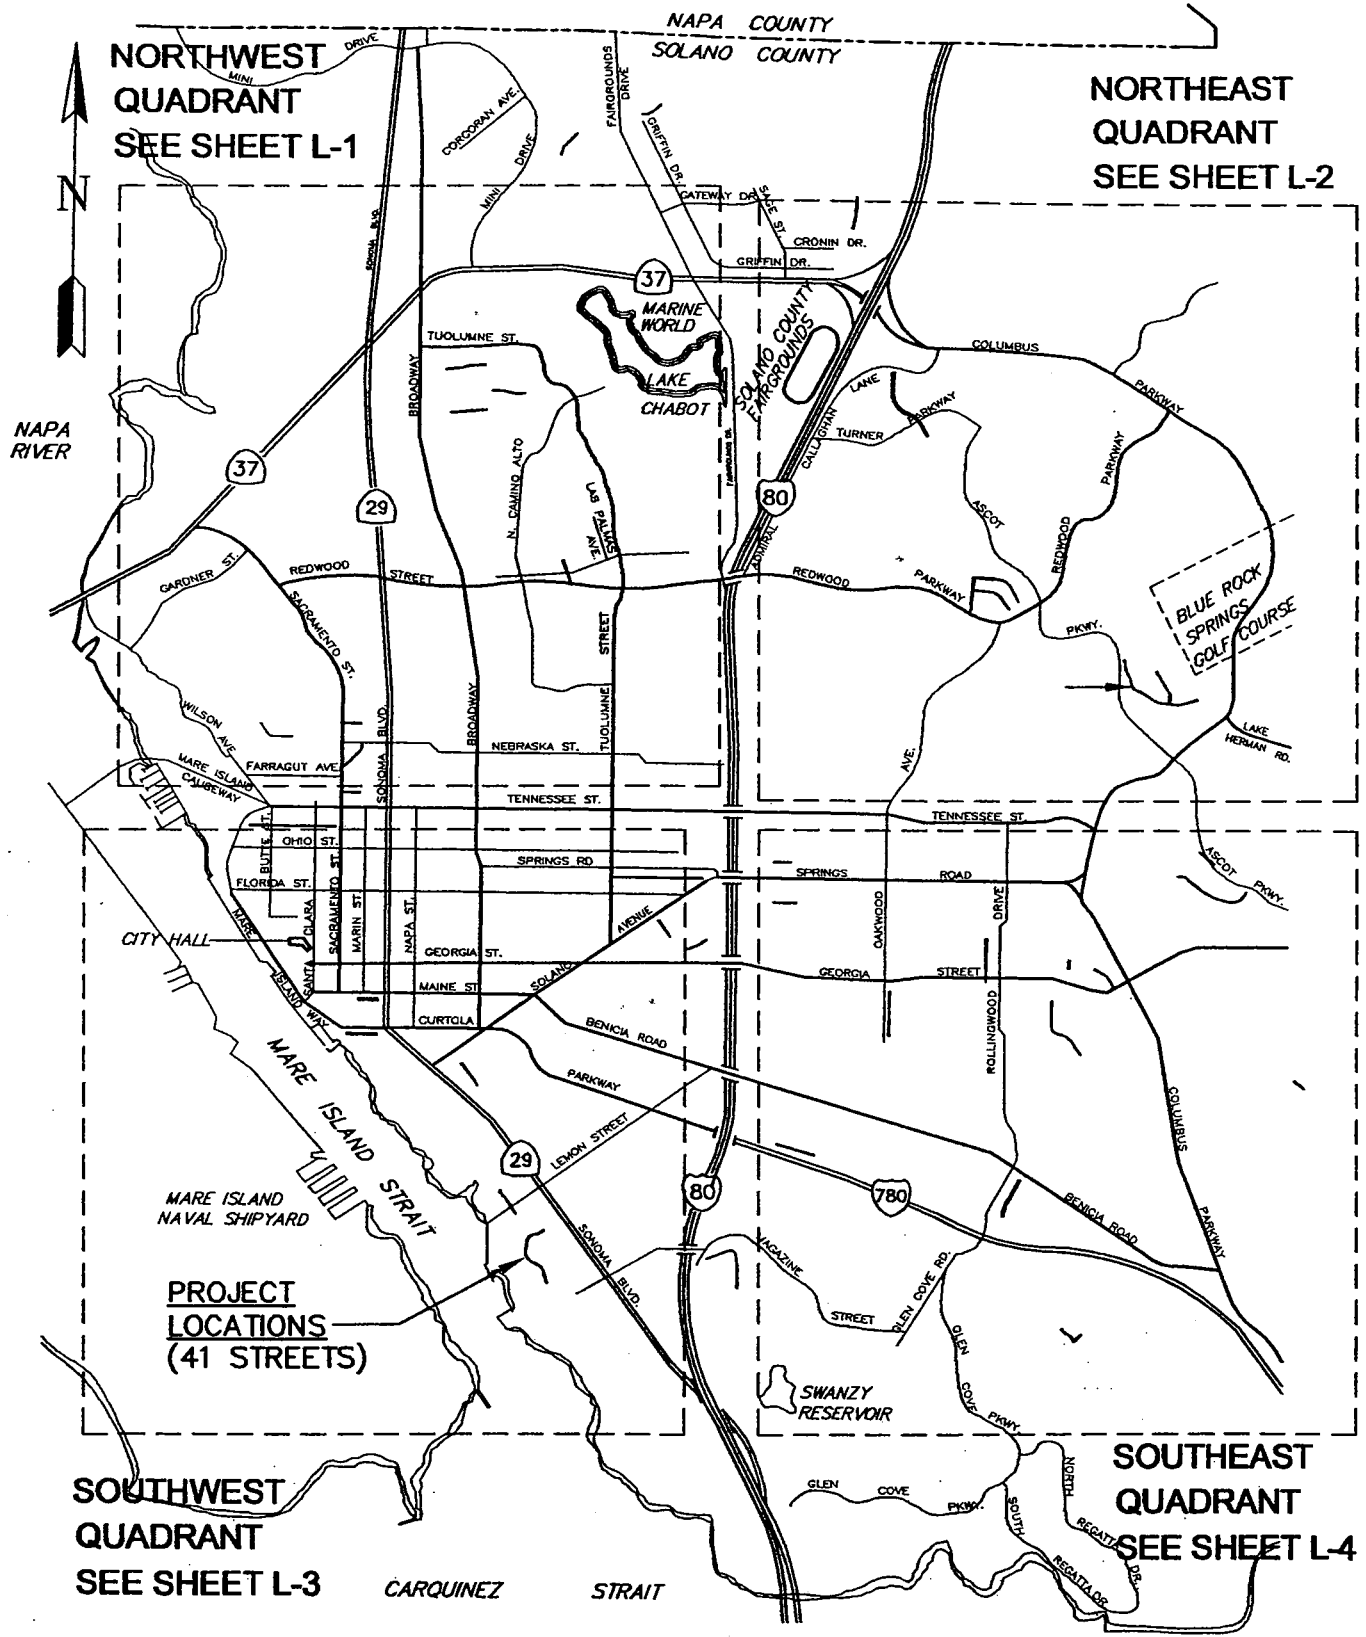 NAPA COUNTY
SOLANO COUNTY
NORTHWEST
QUADRANT
SEE SHEET L-1
NORTHEAST
QUADRANT
SEE SHEET L-2
N
MINI
DRIVE
CORCORAN AVE.
MINI
DRIVE
FAIRGROUNDS
DRIVE
GRIFFIN DR.
GATEWAY DR.
SAGE ST.
CRONIN DR.
GRIFFIN DR.
SONOMA BLVD.
37
MARINE
WORLD
LAKE
CHABOT
SOLANO COUNTY
FAIRGROUNDS
FAIRGROUNDS DR.
TUOLUMNE ST.
BROADWAY
COLUMBUS
PARKWAY
LANE
CALLAGHAN
TURNER
PARKWAY
NAPA
RIVER
37
29
80
ADMIRAL
N. CAMINO ALTO
LAS PALMAS
AVE.
ASCOT
REDWOOD
PARKWAY
GARDNER ST.
REDWOOD
STREET
REDWOOD
PARKWAY
SACRAMENTO ST.
STREET
TUOLUMNE
PKWY.
BLUE ROCK
SPRINGS
GOLF COURSE
WILSON
AVE
SONOMA BLVD.
BROADWAY
AVE.
LAKE
HERMAN RD.
MARE ISLAND
CAUSEWAY
FARRAGUT AVE.
NEBRASKA ST.
TENNESSEE ST.
TENNESSEE ST.
BUTTE ST.
OHIO ST.
SPRINGS RD
SPRINGS
ROAD
ASCOT
PKWY.
FLORIDA ST.
MARE
ISLAND WAY
CITY HALL
SANTA CLARA
SACRAMENTO ST.
MARIN ST.
NAPA ST.
SOLANO
AVENUE
OAKWOOD
DRIVE
ROLLINGWOOD
GEORGIA ST.
GEORGIA
STREET
MAINE ST
CURTOLA
PARKWAY
BENICIA ROAD
MARE ISLAND STRAIT
LEMON STREET
29
80
780
COLUMBUS
PARKWAY
BENICIA ROAD
MARE ISLAND
NAVAL SHIPYARD
SONOMA BLVD.
MAGAZINE
STREET
GLEN COVE RD.
PROJECT
LOCATIONS
(41 STREETS)
GLEN
COVE
PKWY.
SWANZY
RESERVOIR
SOUTHWEST
QUADRANT
SEE SHEET L-3
SOUTHEAST
QUADRANT
SEE SHEET L-4
GLEN
COVE
PKWY.
NORTH
REGATTA
DR.
SOUTH
REGATTA DR.
CARQUINEZ
STRAIT